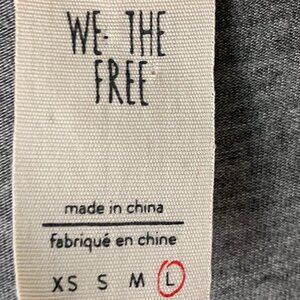 WE THE
FREE
made in china
fabriqué en chine
XS S M L